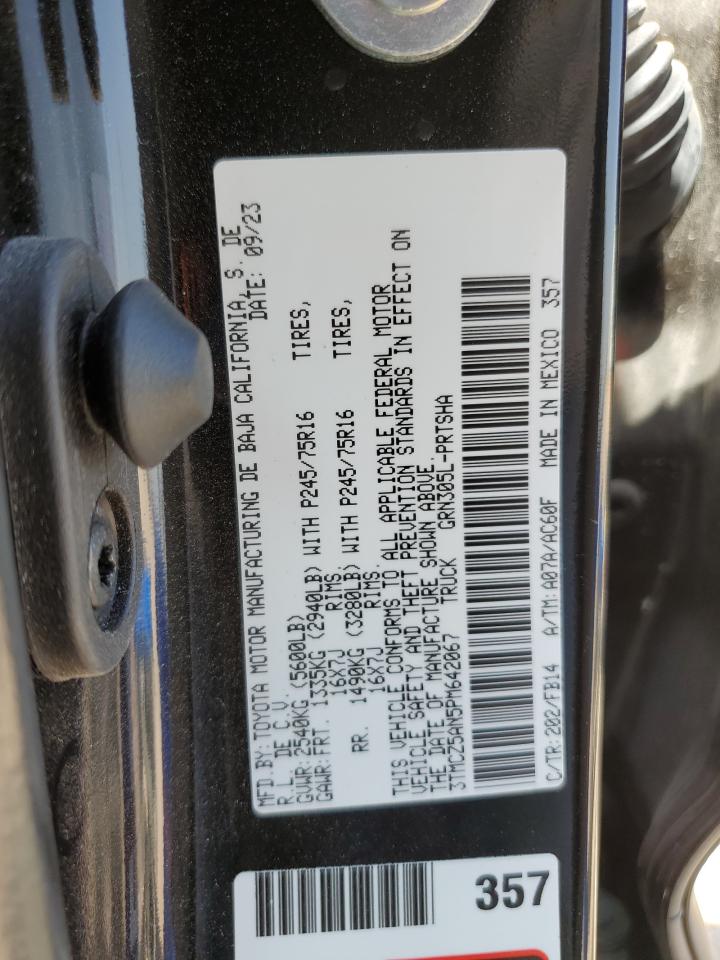 MFD.BY: TOYOTA MOTOR MANUFACTURING DE BAJA CALIFORNIA, S. DE
R.L. DE C.V. DATE: 09/23
GVWR: 2540KG (5600LB)
GAWR: FRT. 1335KG (2940LB) WITH P245/75R16 TIRES,
16X7J RIMS,
RR. 1490KG (3280LB) WITH P245/75R16 TIRES,
16X7J RIMS
THIS VEHICLE CONFORMS TO ALL APPLICABLE FEDERAL MOTOR
VEHICLE SAFETY AND THEFT PREVENTION STANDARDS IN EFFECT ON
THE DATE OF MANUFACTURE SHOWN ABOVE.
3TMCZ5AN5PM642067 TRUCK GRN305L-PRTSHA
C/TR: 202/FB14 A/TM: A07A/AC60F MADE IN MEXICO 357
357